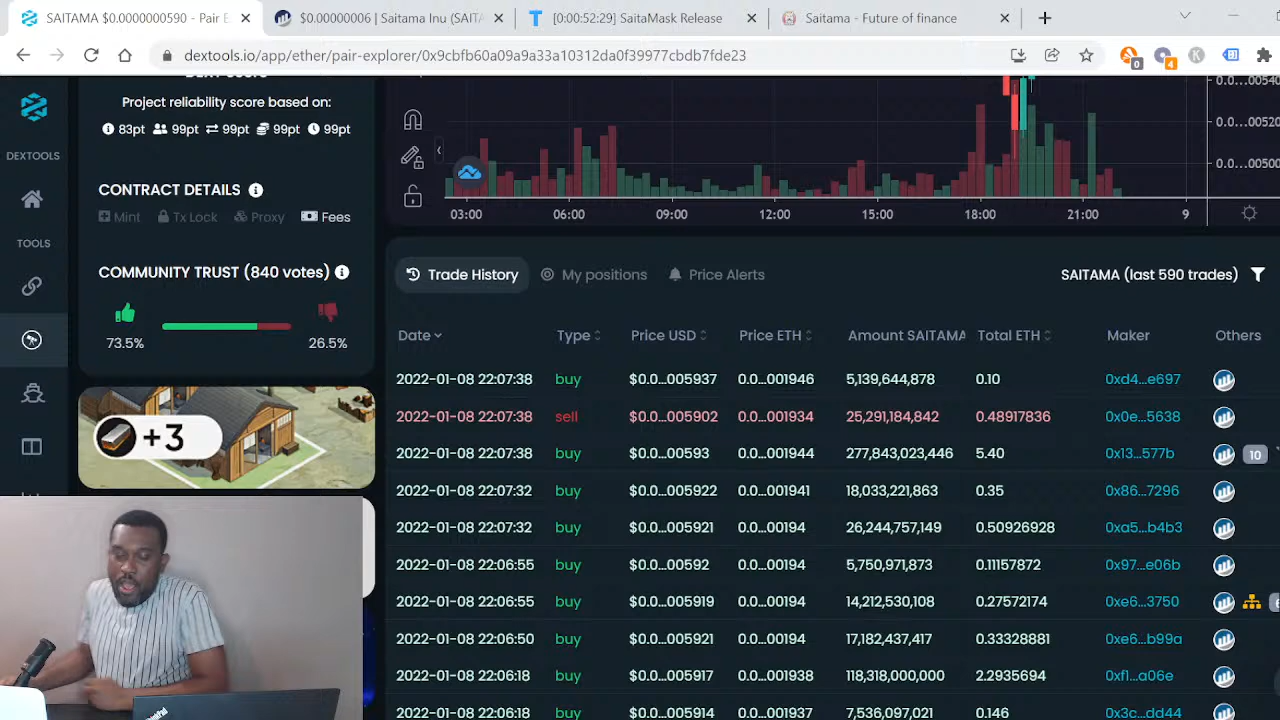 SAITAMA $0.0000000590 - Pair E
$0.00000006 | Saitama Inu (SAITA
[0:00:52:29] SaitaMask Release
Saitama - Future of finance
dextools.io/app/ether/pair-explorer/0x9cbfb60a09a9a33a10312da0f39977cbdb7fde23
0
4
K
Project reliability score based on:
83pt 99pt 99pt 99pt 99pt
CONTRACT DETAILS
Mint Tx Lock Proxy Fees
COMMUNITY TRUST (840 votes)
73.5% 26.5%
+3
DEXTOOLS
TOOLS
0.0...00540
0.0...00520
0.0...00500
03:00 06:00 09:00 12:00 15:00 18:00 21:00 9
Trade History My positions Price Alerts SAITAMA (last 590 trades)
Date Type Price USD Price ETH Amount SAITAMA Total ETH Maker Others
2022-01-08 22:07:38 buy $0.0...005937 0.0...001946 5,139,644,878 0.10 0xd4...e697
2022-01-08 22:07:38 sell $0.0...005902 0.0...001934 25,291,184,842 0.48917836 0x0e...5638
2022-01-08 22:07:38 buy $0.0...00593 0.0...001944 277,843,023,446 5.40 0x13...577b 10
2022-01-08 22:07:32 buy $0.0...005922 0.0...001941 18,033,221,863 0.35 0x86...7296
2022-01-08 22:07:32 buy $0.0...005921 0.0...00194 26,244,757,149 0.50926928 0xa5...b4b3
2022-01-08 22:06:55 buy $0.0...00592 0.0...00194 5,750,971,873 0.11157872 0x97...e06b
2022-01-08 22:06:55 buy $0.0...005919 0.0...00194 14,212,530,108 0.27572174 0xe6...3750
2022-01-08 22:06:50 buy $0.0...005921 0.0...00194 17,182,437,417 0.33328881 0xe6...b99a
2022-01-08 22:06:18 buy $0.0...005917 0.0...001938 118,318,000,000 2.2935694 0xf1...a06e
2022-01-08 22:06:18 buy $0.0...005914 0.0...001937 7,536,097,021 0.146 0x3c...dd44